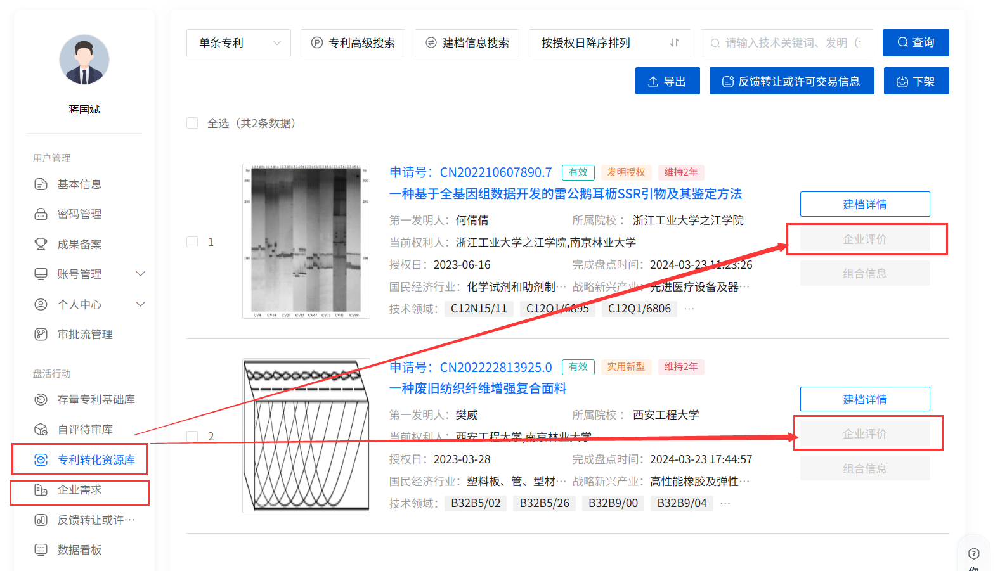 蒋国斌
用户管理
基本信息
密码管理
成果备案
账号管理
个人中心
审批流管理
盘活行动
存量专利基础库
自评待审库
专利转化资源库
企业需求
反馈转让或许···
数据看板
单条专利 专利高级搜索 建档信息搜索 按授权日降序排列 请输入技术关键词、发明（ 查询
导出 反馈转让或许可交易信息 下架
全选（共2条数据）
1
申请号：CN202210607890.7 有效 发明授权 维持2年
一种基于全基因组数据开发的雷公鹅耳枥SSR引物及其鉴定方法
第一发明人：何倩倩 所属院校 ： 浙江工业大学之江学院
当前权利人：浙江工业大学之江学院,南京林业大学
授权日：2023-06-16 完成盘点时间：2024-03-23 11:23:26
国民经济行业：化学试剂和助剂制··· 战略新兴产业：先进医疗设备及器···
技术领域： C12N15/11 C12Q1/6895 C12Q1/6806 ···
建档详情
企业评价
组合信息
bp
500
250
100
bp
500
250
100
CV4 CV24 CV27 CV65 CV67 CV71 CV81 CV99
2
申请号：CN202222813925.0 有效 实用新型 维持2年
一种废旧纺织纤维增强复合面料
第一发明人：樊威 所属院校 ： 西安工程大学
当前权利人：西安工程大学,南京林业大学
授权日：2023-03-28 完成盘点时间：2024-03-23 17:44:57
国民经济行业：塑料板、管、型材··· 战略新兴产业：高性能橡胶及弹性···
技术领域： B32B5/02 B32B5/26 B32B9/00 B32B9/04 ···
建档详情
企业评价
组合信息